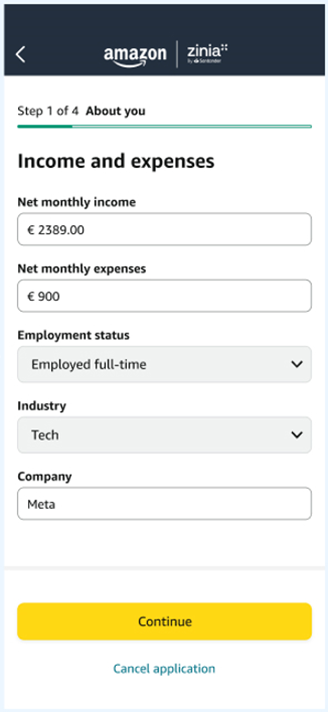 amazon
zinia
by Santander
Step 1 of 4 About you
Income and expenses
Net monthly income
€ 2389.00
Net monthly expenses
€ 900
Employment status
Employed full-time
Industry
Tech
Company
Meta
Continue
Cancel application